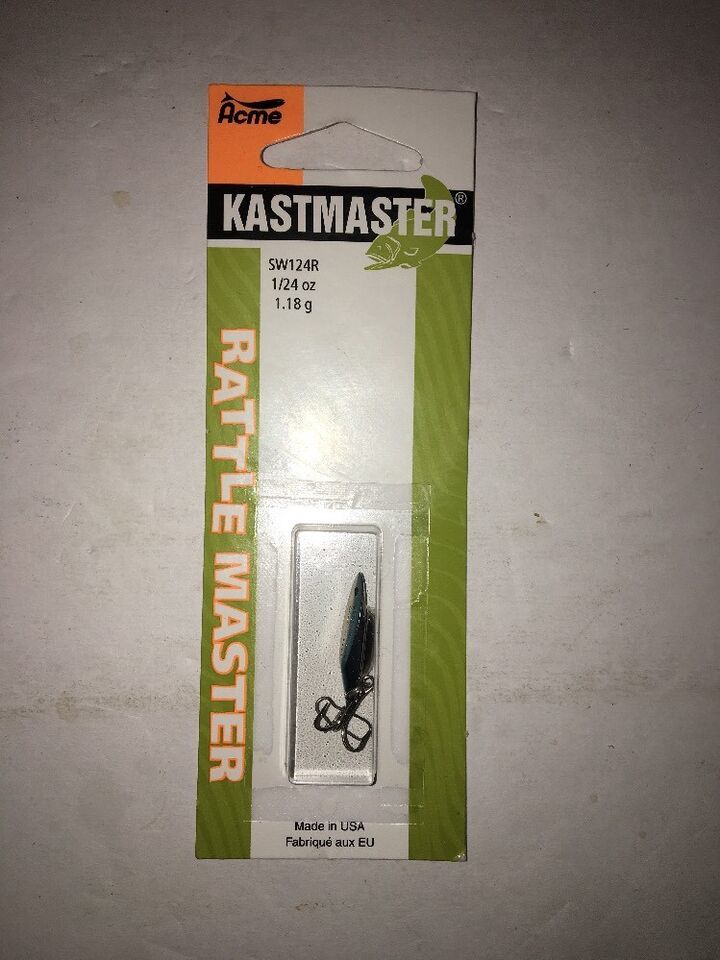 Acme
KASTMASTER®
SW124R
1/24 oz
1.18 g
RATTLE MASTER
Made in USA
Fabriqué aux EU